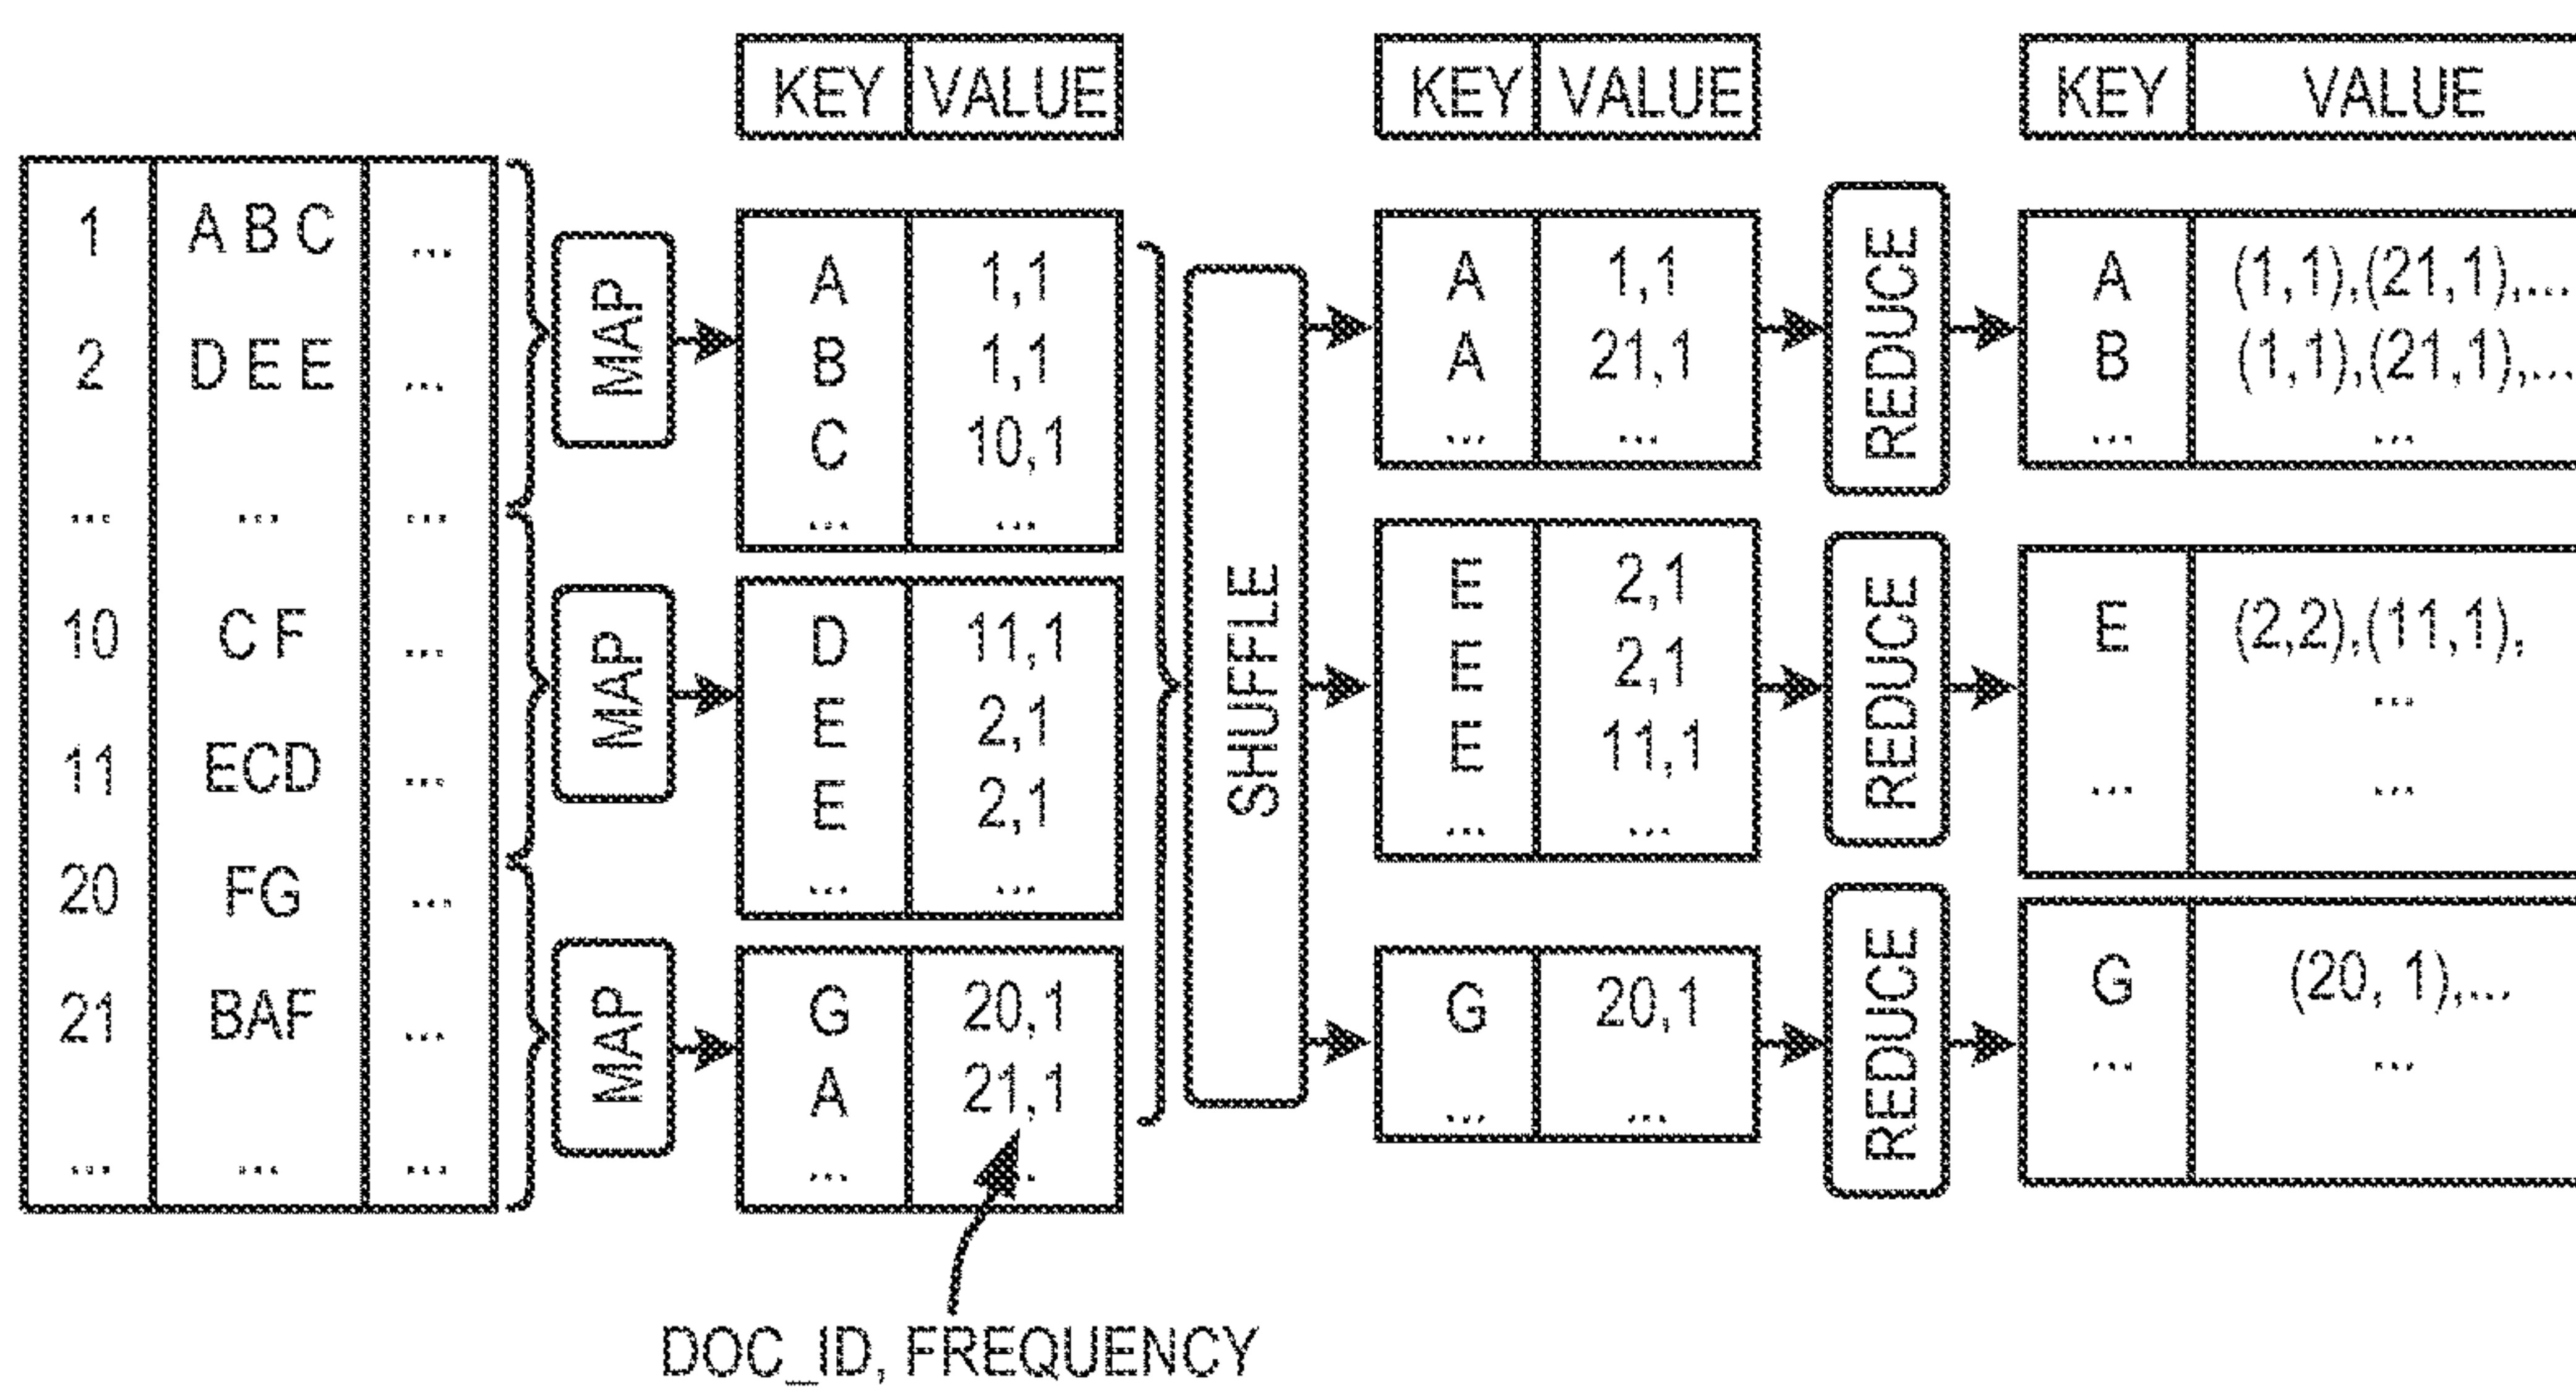 KEY VALUE
KEY VALUE
KEY VALUE
1 A B C ...
2 D E E ...
... ... ...
10 C F ...
11 ECD ...
20 FG ...
21 BAF ...
... ... ...
MAP
MAP
MAP
A 1,1
B 1,1
C 10,1
... ...
D 11,1
E 2,1
E 2,1
... ...
G 20,1
A 21,1
... ...
DOC_ID, FREQUENCY
SHUFFLE
A 1,1
A 21,1
... ...
E 2,1
E 2,1
E 11,1
... ...
G 20,1
... ...
REDUCE
REDUCE
REDUCE
A (1,1),(21,1),...
B (1,1),(21,1),...
... ...
E (2,2),(11,1),
...
... ...
G (20, 1),...
... ...